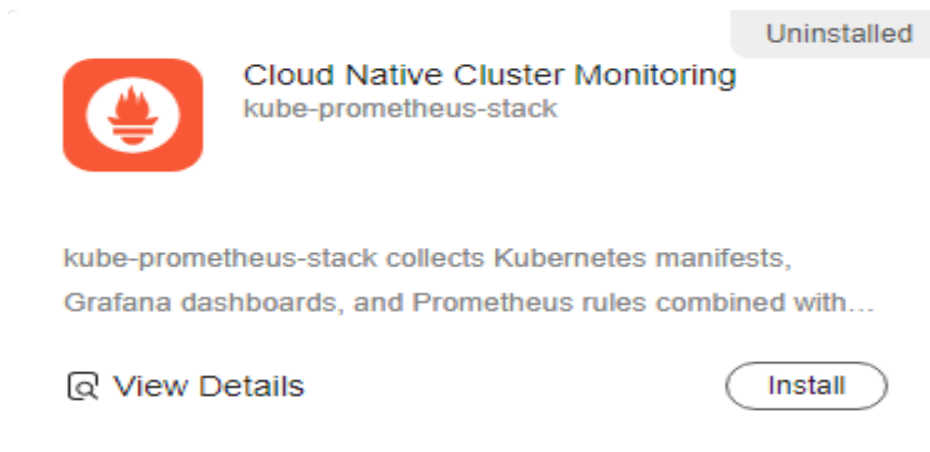 Uninstalled
Cloud Native Cluster Monitoring
kube-prometheus-stack
kube-prometheus-stack collects Kubernetes manifests,
Grafana dashboards, and Prometheus rules combined with...
View Details
Install